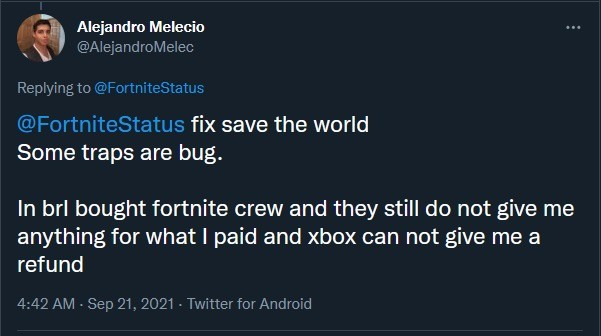 Alejandro Melecio
@AlejandroMelec
Replying to @FortniteStatus
@FortniteStatus fix save the world
Some traps are bug.
In brl bought fortnite crew and they still do not give me
anything for what I paid and xbox can not give me a
refund
4:42 AM · Sep 21, 2021 · Twitter for Android